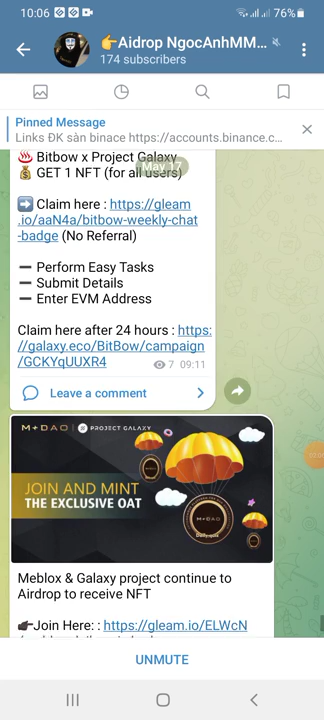 10:06
76%
👉Aidrop NgocAnhMM...
174 subscribers
Pinned Message
Links ĐK sàn binace https://accounts.binance.c...
♨️ Bitbow x Project Galaxy
💰 GET 1 NFT (for all users)
May 17
➡️ Claim here : https://gleam
.io/aaN4a/bitbow-weekly-chat
-badge (No Referral)
➖ Perform Easy Tasks
➖ Submit Details
➖ Enter EVM Address
Claim here after 24 hours : https:
//galaxy.eco/BitBow/campaign
/GCKYqUUXR4
7 09:11
Leave a comment
M+DAO | PROJECT GALAXY
JOIN AND MINT
THE EXCLUSIVE OAT
M+DAO
Meblox & Galaxy project continue to
Airdrop to receive NFT
👉🏿Join Here: : https://gleam.io/ELWcN
UNMUTE